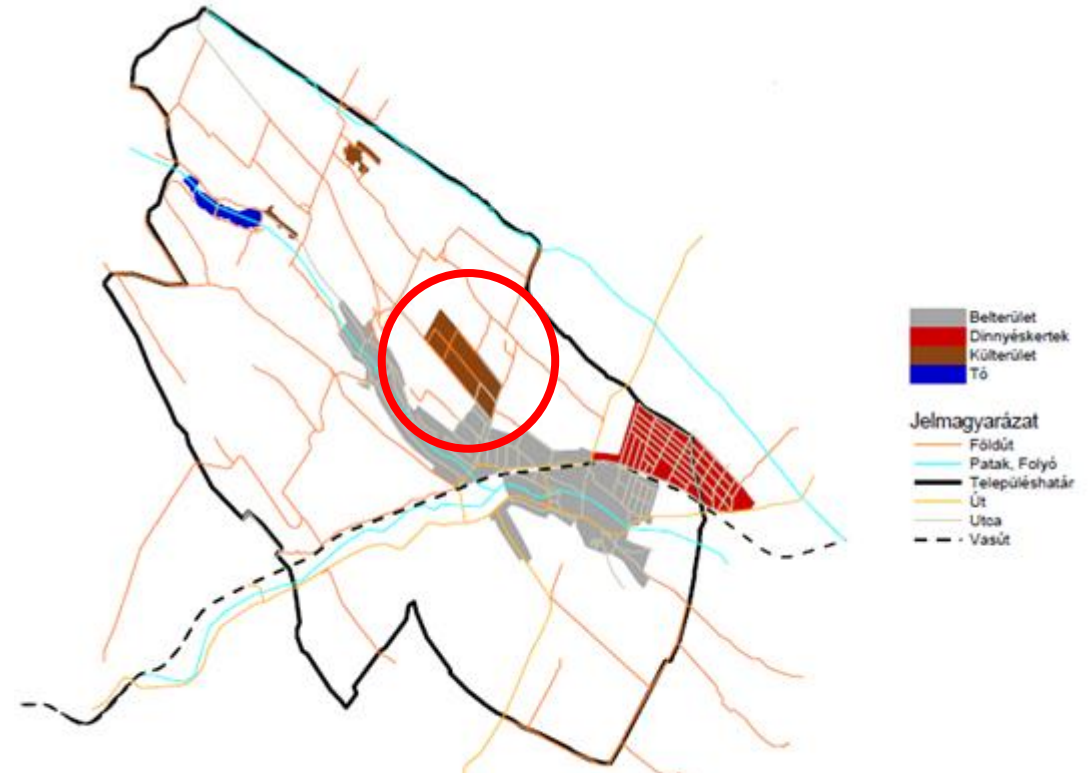 Belterület
Dinnyéskertek
Külterület
Tó
Jelmagyarázat
Földút
Patak, Folyó
Településhatár
Út
Utca
Vasút